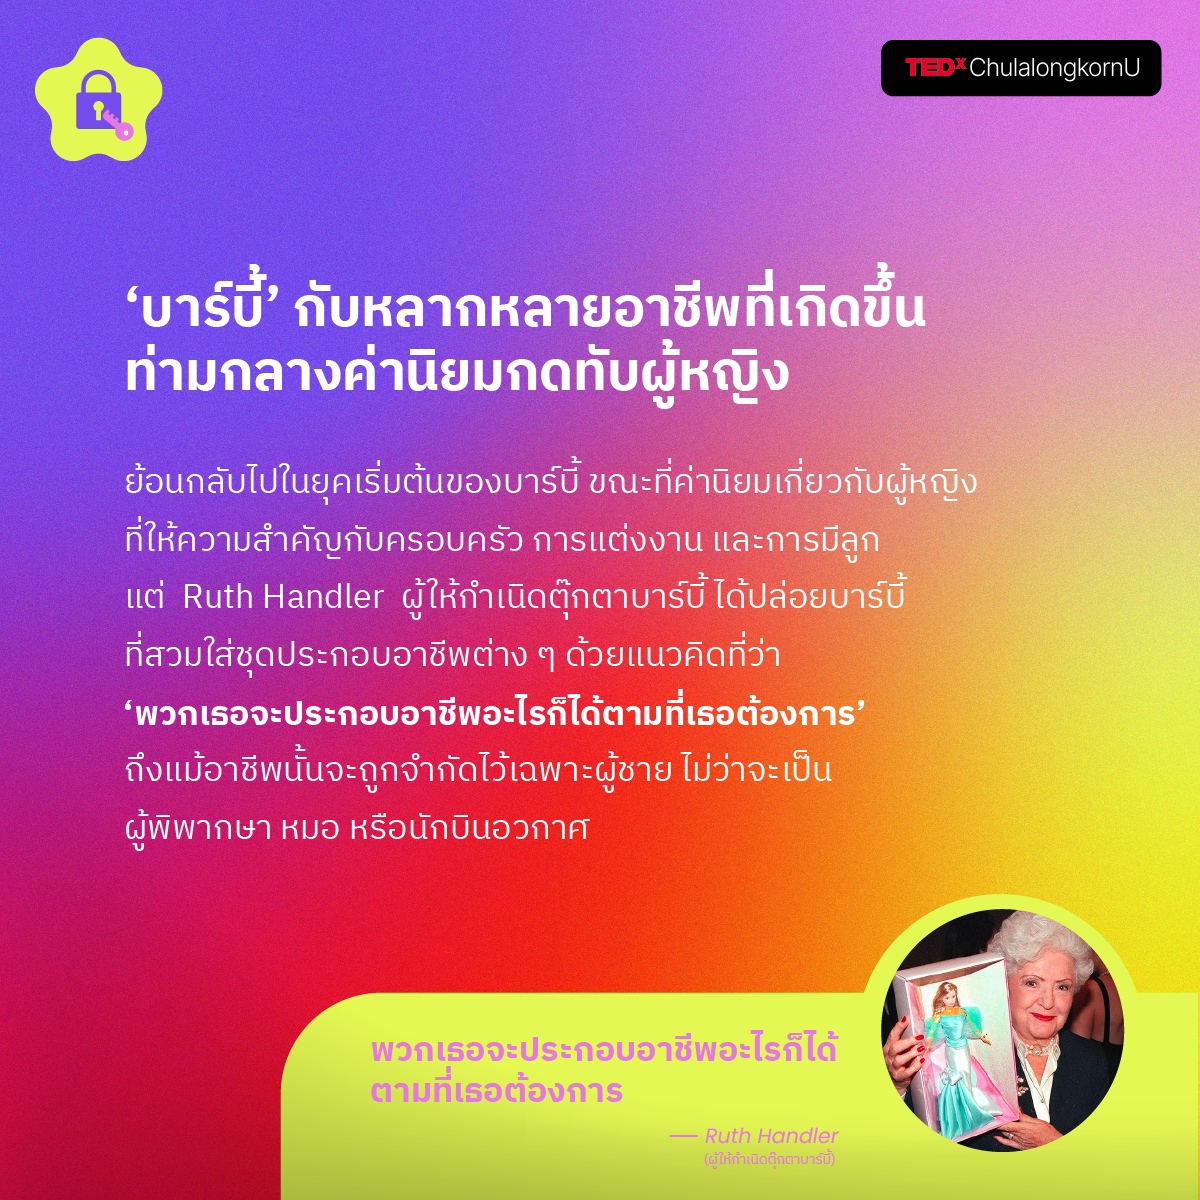 TEDx ChulalongkornU
‘บาร์บี้’ กับหลากหลายอาชีพที่เกิดขึ้น
ท่ามกลางค่านิยมกดทับผู้หญิง
ย้อนกลับไปในยุคเริ่มต้นของบาร์บี้ ขณะที่ค่านิยมเกี่ยวกับผู้หญิง
ที่ให้ความสำคัญกับครอบครัว การแต่งงาน และการมีลูก
แต่ Ruth Handler ผู้ให้กำเนิดตุ๊กตาบาร์บี้ ได้ปล่อยบาร์บี้
ที่สวมใส่ชุดประกอบอาชีพต่าง ๆ ด้วยแนวคิดที่ว่า
‘พวกเธอจะประกอบอาชีพอะไรก็ได้ตามที่เธอต้องการ’
ถึงแม้อาชีพนั้นจะถูกจำกัดไว้เฉพาะผู้ชาย ไม่ว่าจะเป็น
ผู้พิพากษา หมอ หรือนักบินอวกาศ
พวกเธอจะประกอบอาชีพอะไรก็ได้
ตามที่เธอต้องการ
— Ruth Handler
(ผู้ให้กำเนิดตุ๊กตาบาร์บี้)